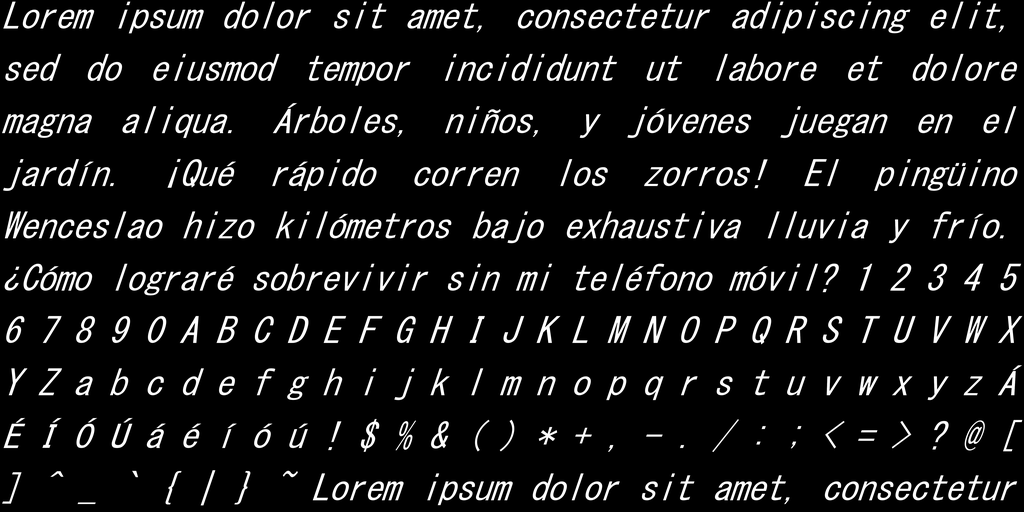 Lorem ipsum dolor sit amet, consectetur adipiscing elit,
sed do eiusmod tempor incididunt ut labore et dolore
magna aliqua. Árboles, niños, y jóvenes juegan en el
jardín. ¡Qué rápido corren los zorros! El pingüino
Wenceslao hizo kilómetros bajo exhaustiva lluvia y frío.
¿Cómo lograré sobrevivir sin mi teléfono móvil? 1 2 3 4 5
6 7 8 9 0 A B C D E F G H I J K L M N O P Q R S T U V W X
Y Z a b c d e f g h i j k l m n o p q r s t u v w x y z Á
É Í Ó Ú á é í ó ú ! $ % & ( ) * + , - . / : ; < = > ? @ [
] ^ _ ` { | } ~ Lorem ipsum dolor sit amet, consectetur